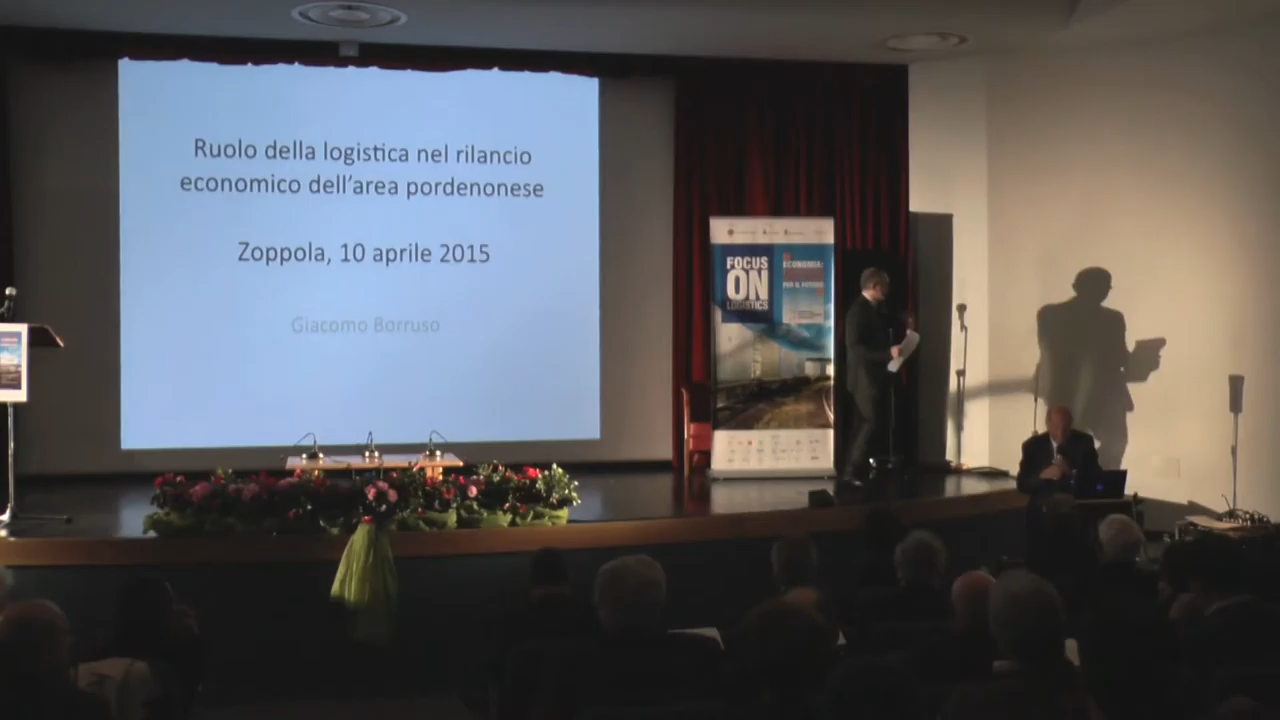 Ruolo della logistica nel rilancio
economico dell'area pordenonese
Zoppola, 10 aprile 2015
Giacomo Borruso
FOCUS
ON
LOGISTICS
ECONOMIA:
PER IL FUTURO